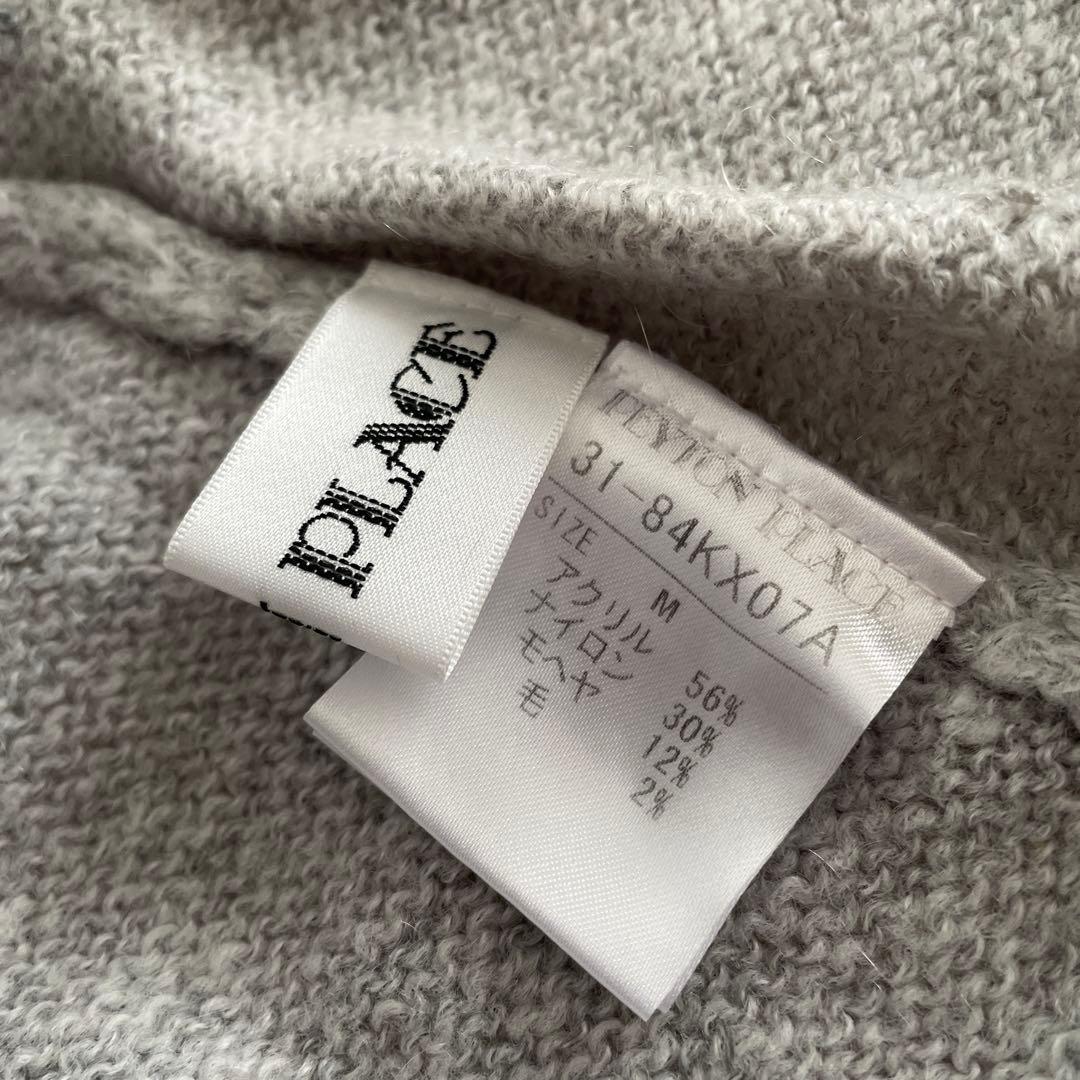 PLACE
PEYTON PLACE
31-84KX07A
SIZE M
アクリル 56%
ナイロン 30%
モヘヤ 12%
毛 2%